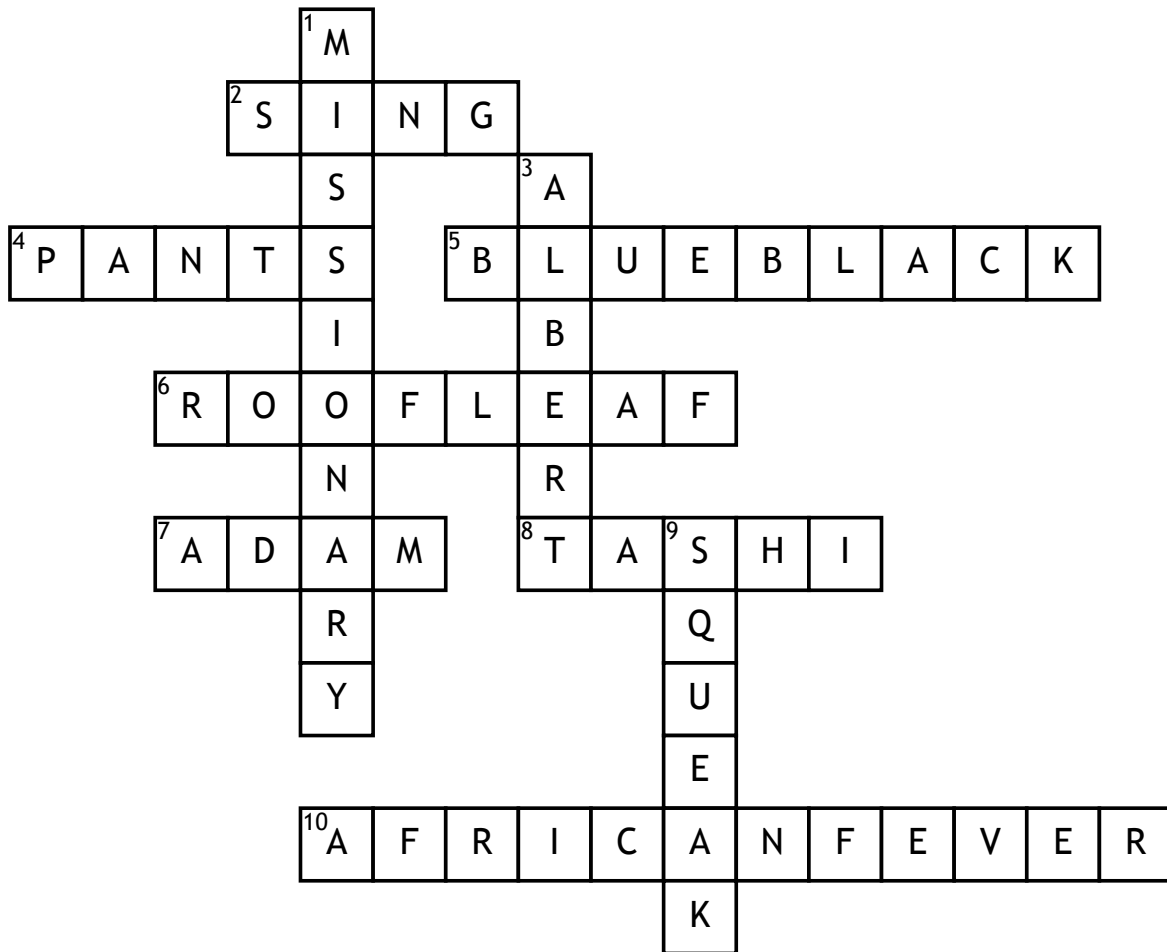 1 M
2 S I N G
S 3 A
4 P A N T S 5 B L U E B L A C K
I B
6 R O O F L E A F
N R
7 A D A M 8 T A 9 S H I
R Q
Y U
E
10 A F R I C A N F E V E R
K